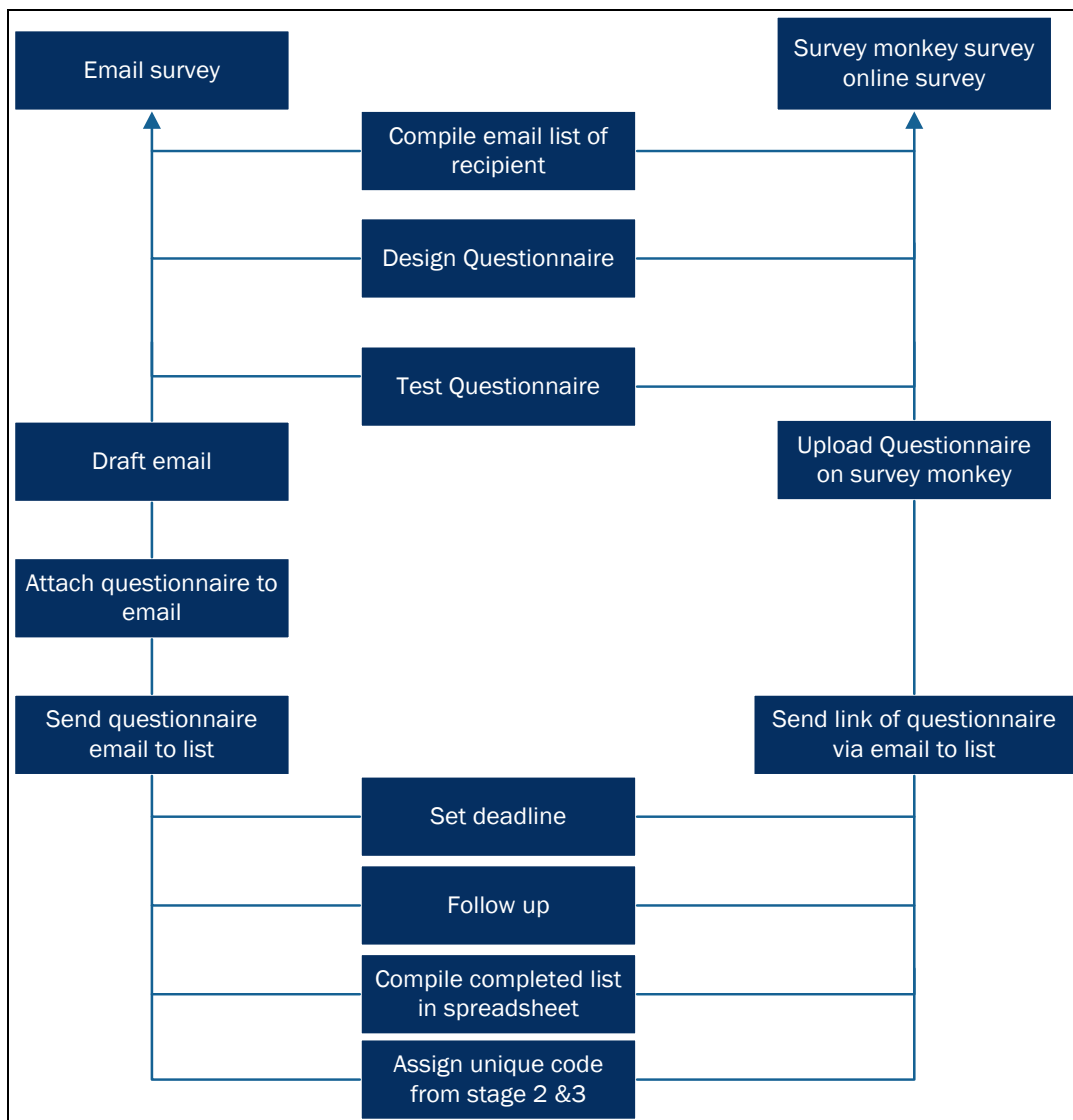 Email survey
Survey monkey survey
online survey
Compile email list of
recipient
Design Questionnaire
Test Questionnaire
Draft email
Upload Questionnaire
on survey monkey
Attach questionnaire to
email
Send questionnaire
email to list
Send link of questionnaire
via email to list
Set deadline
Follow up
Compile completed list
in spreadsheet
Assign unique code
from stage 2 &3